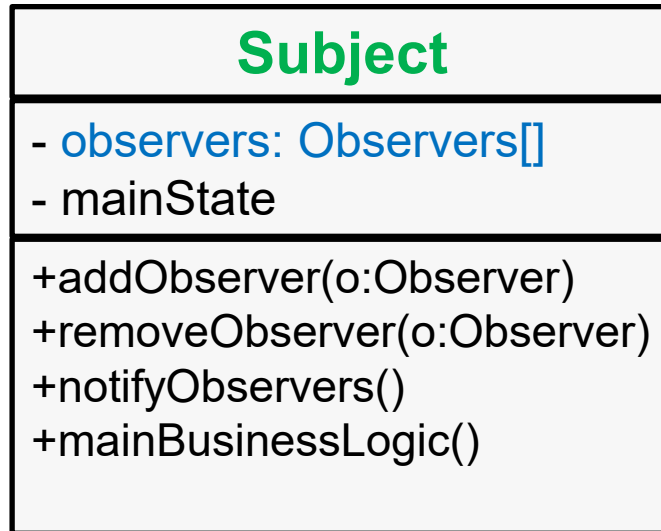 Subject
- observers: Observers[]
- mainState
+addObserver(o:Observer)
+removeObserver(o:Observer)
+notifyObservers()
+mainBusinessLogic()